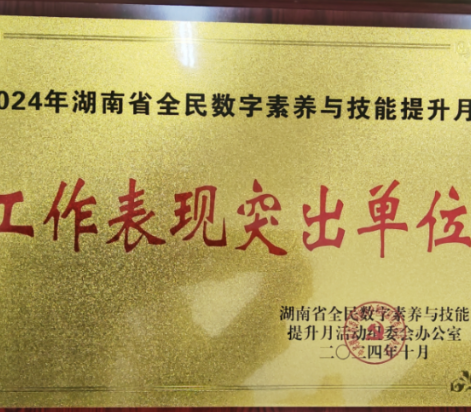 024年湖南省全民数字素养与技能提升月
工作表现突出单位
湖南省全民数字素养与技能
提升月活动组委会办公室
二〇二四年十月